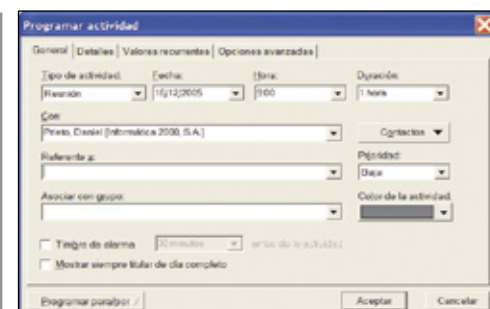 Programar actividad
General Detalles Valores recurrentes Opciones avanzadas
Tipo de actividad: Fecha: Hora: Duración:
Reunión 16/12/2005 9:00 1 hora
Con:
Prieto, Daniel [Informática 2000, S.A.] Contactos
Referente a: Prioridad:
Baja
Asociar con grupo: Color de la actividad:
Timbre de alarma 30 minutos antes de la actividad
Mostrar siempre titular de día completo
Programar para/por Aceptar Cancelar